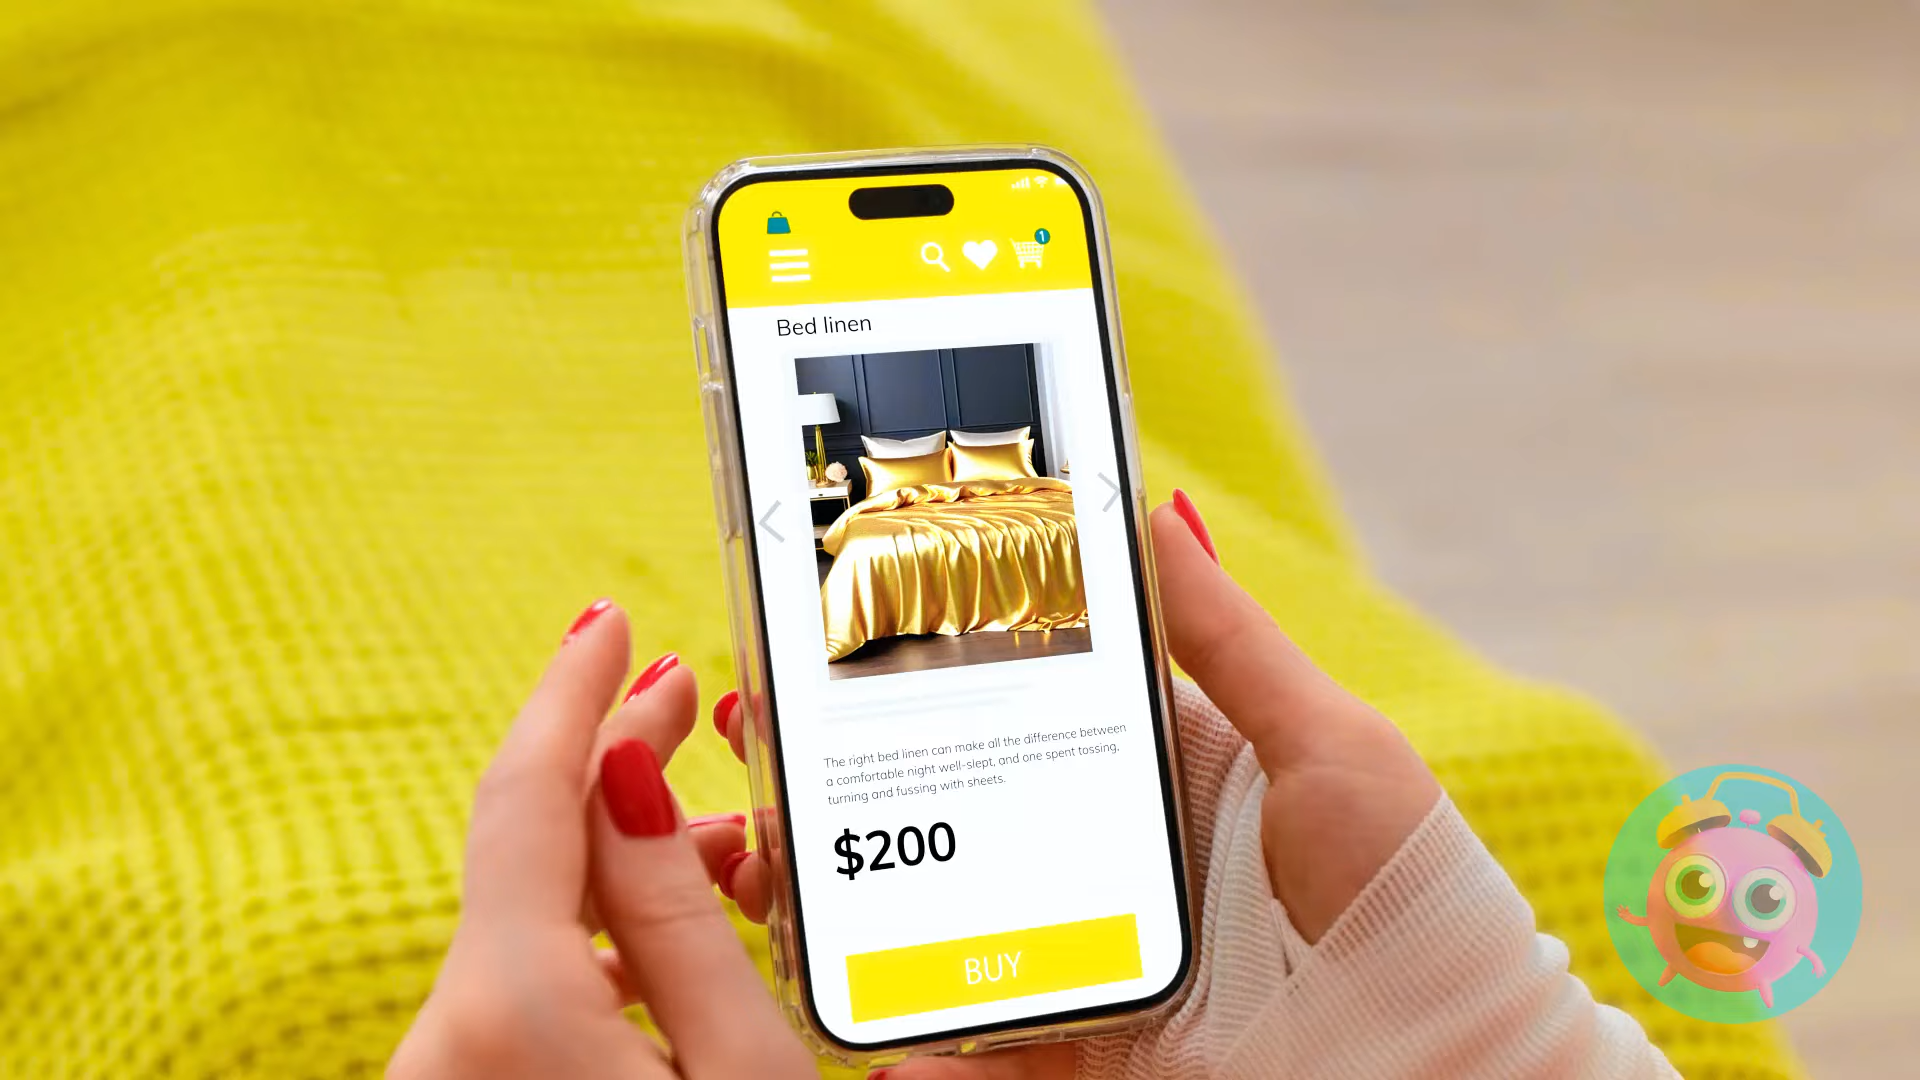 1
Bed linen
The right bed linen can make all the difference between
a comfortable night well-slept, and one spent tossing,
turning and fussing with sheets.
$200
BUY